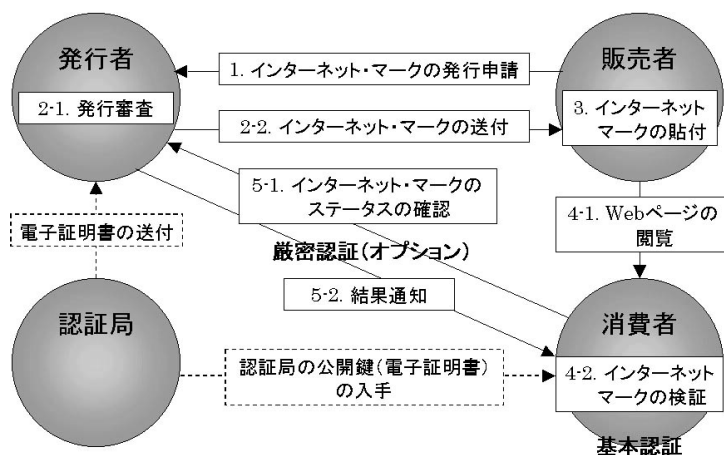 発行者
販売者
1. インターネット・マークの発行申請
2-1. 発行審査
3. インターネット
マークの貼付
2-2. インターネット・マークの送付
5-1. インターネット・マークの
ステータスの確認
4-1. Webページの
閲覧
電子証明書の送付
厳密認証(オプション)
5-2. 結果通知
認証局
消費者
認証局の公開鍵(電子証明書)
の入手
4-2. インターネット
マークの検証
基本認証